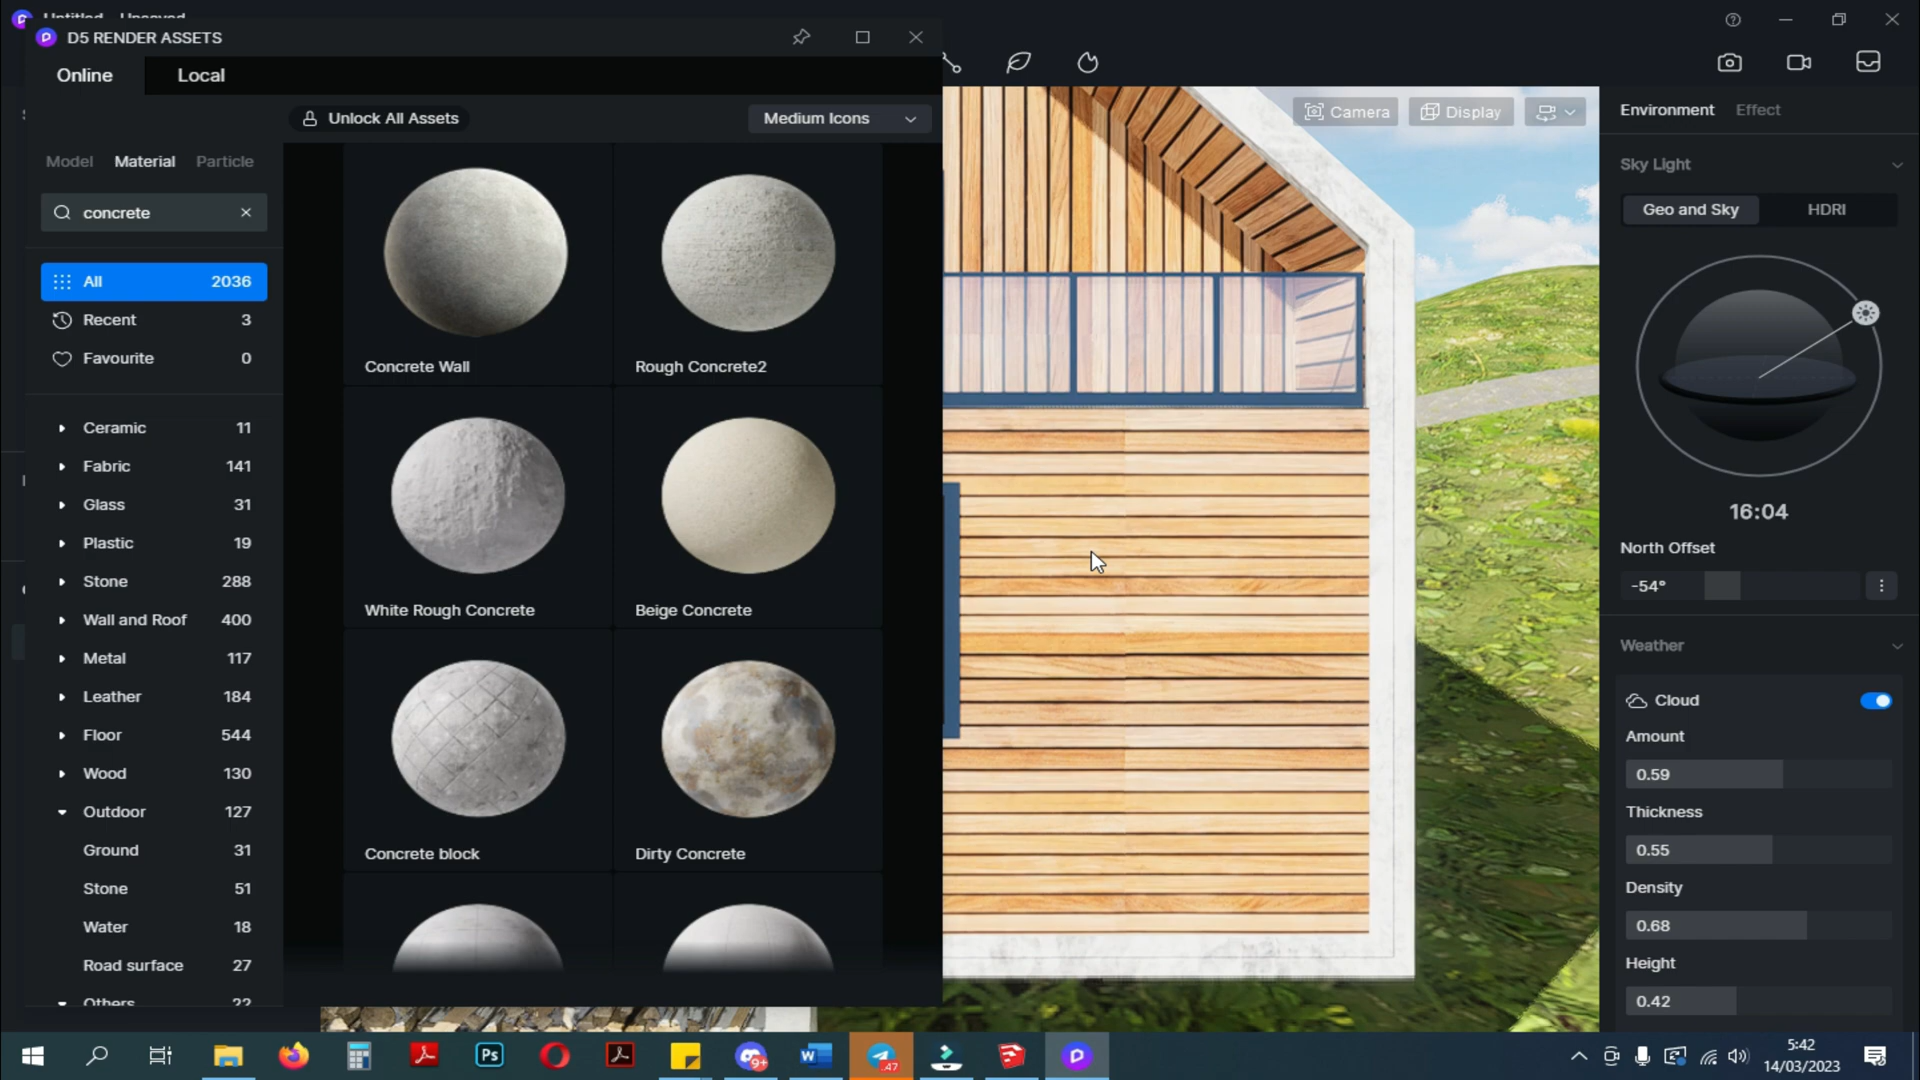 D5 RENDER ASSETS
Online
Local
Unlock All Assets
Medium Icons
Model
Material
Particle
concrete
All 2036
Recent 3
Favourite 0
Ceramic 11
Fabric 141
Glass 31
Plastic 19
Stone 288
Wall and Roof 400
Metal 117
Leather 184
Floor 544
Wood 130
Outdoor 127
Ground 31
Stone 51
Water 18
Road surface 27
Others 22
Concrete Wall
Rough Concrete2
White Rough Concrete
Beige Concrete
Concrete block
Dirty Concrete
Camera
Display
Environment
Effect
Sky Light
Geo and Sky
HDRI
16:04
North Offset
-54°
Weather
Cloud
Amount
0.59
Thickness
0.55
Density
0.68
Height
0.42
Ps
9+
W
47
5:42
14/03/2023